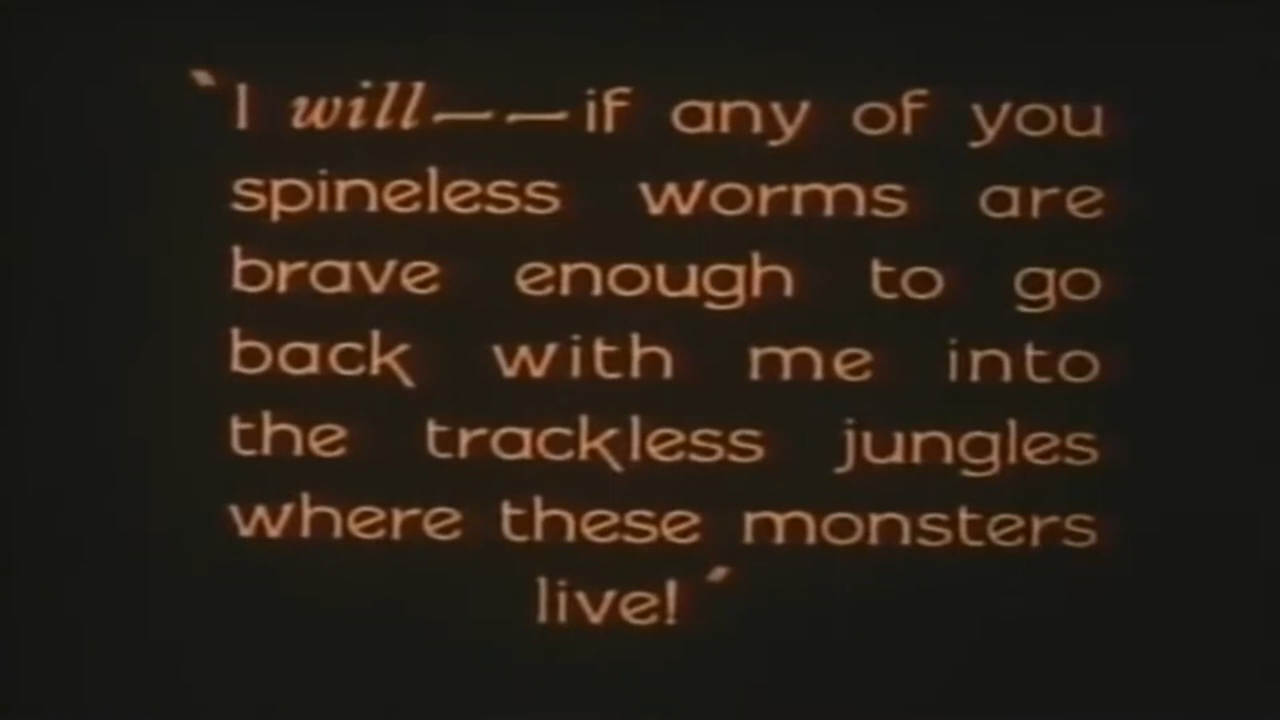 ‵I will——if any of you
spineless worms are
brave enough to go
back with me into
the trackless jungles
where these monsters
live!′